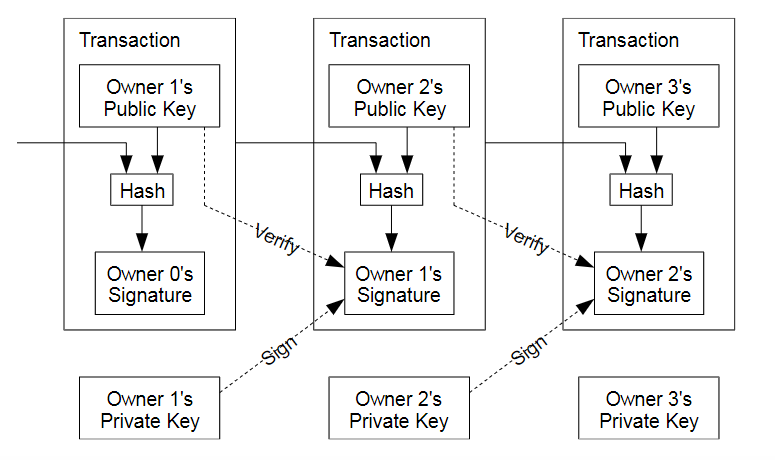 Transaction
Transaction
Transaction
Owner 1's
Public Key
Owner 2's
Public Key
Owner 3's
Public Key
Hash
Hash
Hash
Verify
Verify
Owner 0's
Signature
Owner 1's
Signature
Owner 2's
Signature
Sign
Sign
Owner 1's
Private Key
Owner 2's
Private Key
Owner 3's
Private Key